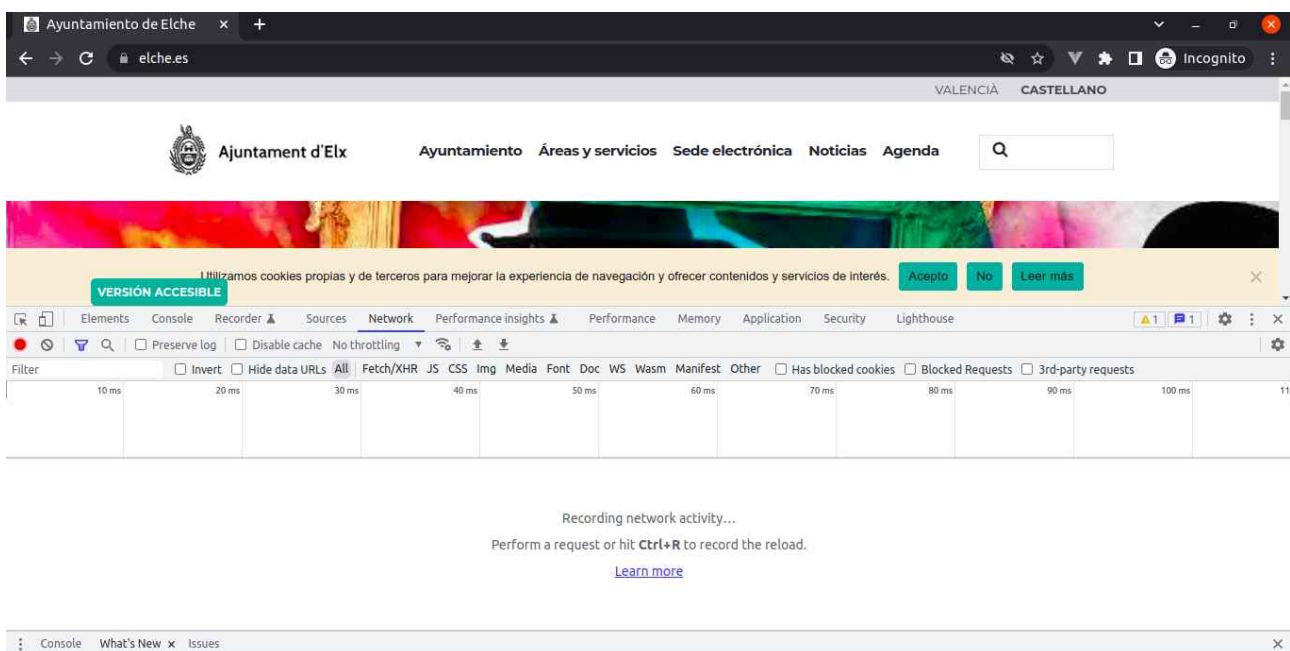 Ayuntamiento de Elche × +
elche.es Incognito
VALENCIÀ CASTELLANO
Ajuntament d'Elx Ayuntamiento Áreas y servicios Sede electrónica Noticias Agenda
Utilizamos cookies propias y de terceros para mejorar la experiencia de navegación y ofrecer contenidos y servicios de interés. Acepto No Leer más ×
VERSIÓN ACCESIBLE
Elements Console Recorder Sources Network Performance insights Performance Memory Application Security Lighthouse 1 1
Preserve log Disable cache No throttling
Filter Invert Hide data URLs All Fetch/XHR JS CSS Img Media Font Doc WS Wasm Manifest Other Has blocked cookies Blocked Requests 3rd-party requests
10 ms 20 ms 30 ms 40 ms 50 ms 60 ms 70 ms 80 ms 90 ms 100 ms 11
Recording network activity…
Perform a request or hit Ctrl+R to record the reload.
Learn more
Console What's New × Issues